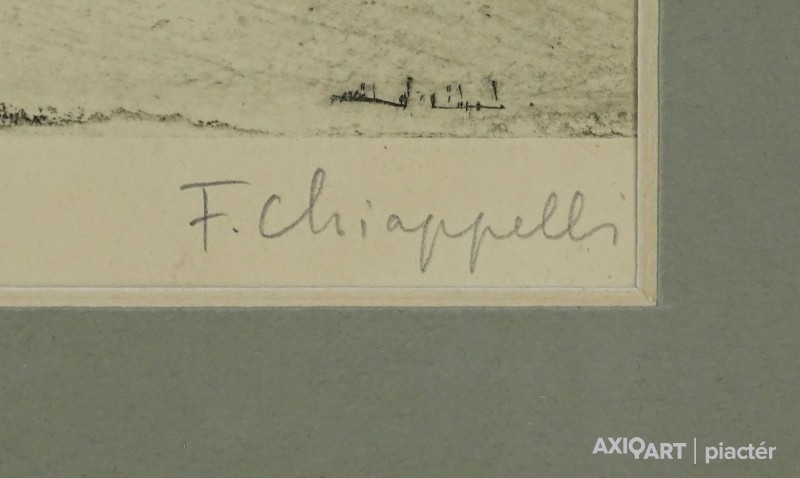 F. Chiappelli
AXIOART | piactér